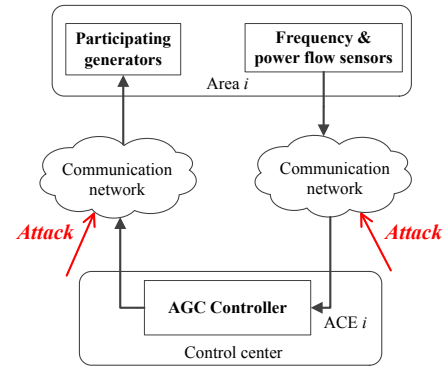 Participating
generators
Frequency &
power flow sensors
Area i
Communication
network
Communication
network
Attack
Attack
AGC Controller
ACE i
Control center